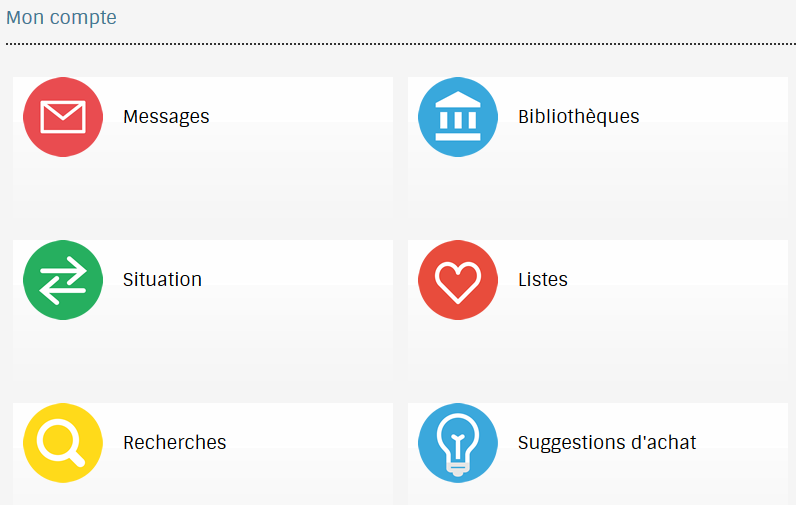 Mon compte
Messages
Bibliothèques
Situation
Listes
Recherches
Suggestions d'achat